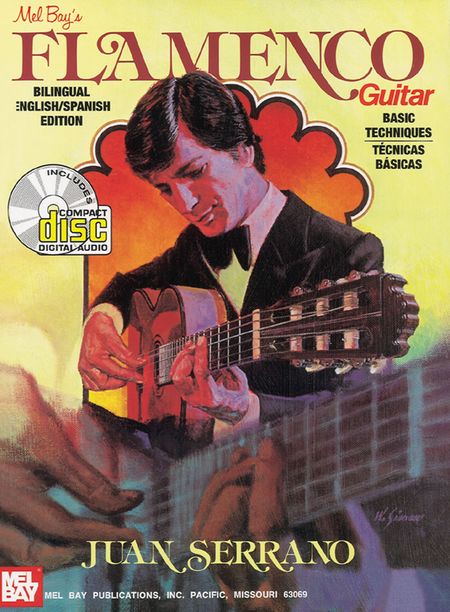 Mel Bay's
FLAMENCO
Guitar
BILINGUAL
ENGLISH/SPANISH
EDITION
BASIC
TECHNIQUES
TÉCNICAS
BÁSICAS
INCLUDES
COMPACT
disc
DIGITAL AUDIO
JUAN SERRANO
MEL
BAY
MEL BAY PUBLICATIONS, INC. PACIFIC, MISSOURI 63069